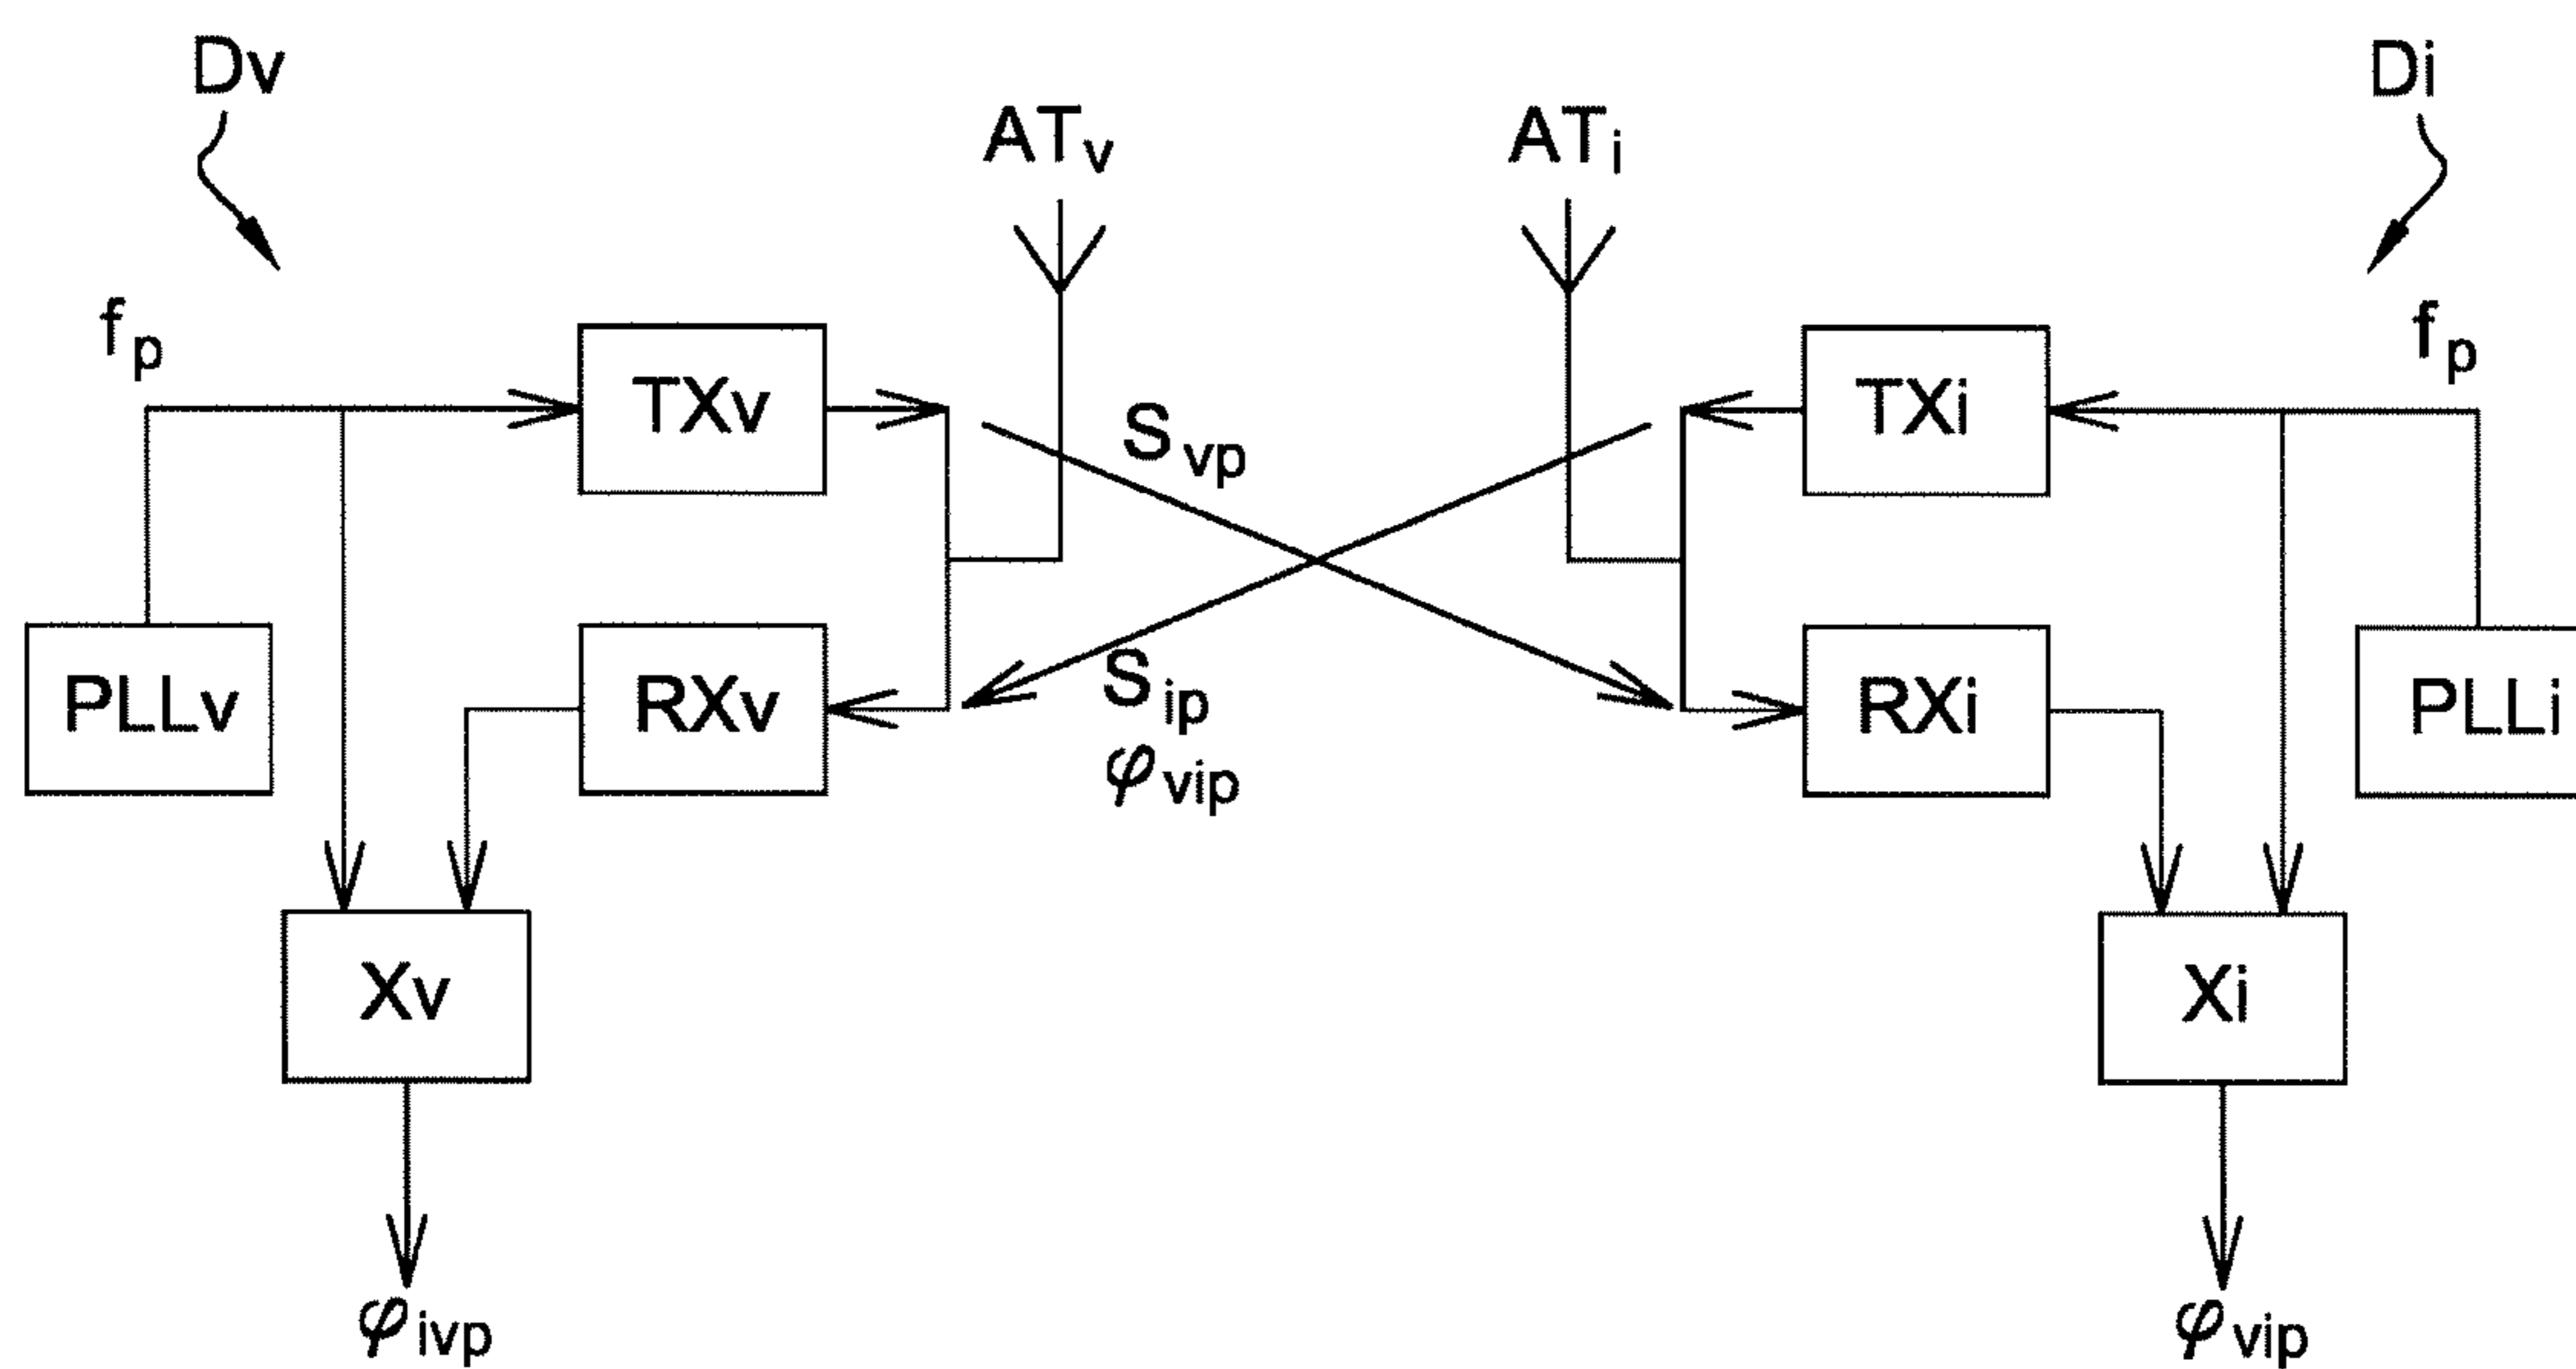 Dv
Di
ATv
ATi
fp
fp
TXv
TXi
Svp
PLLv
RXv
Sip
φvip
RXi
PLLi
Xv
Xi
φivp
φvip